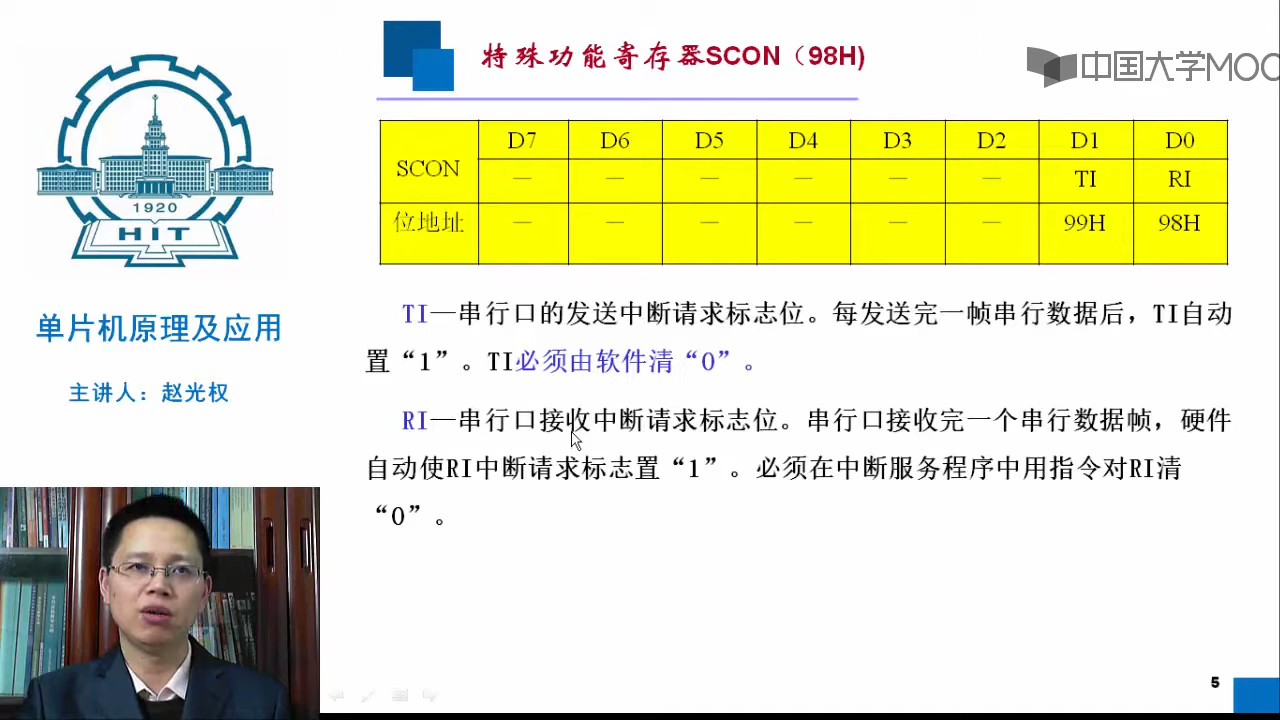 特殊功能寄存器SCON（98H)
中国大学MOO
1920
HIT
单片机原理及应用
主讲人：赵光权
SCON D7 D6 D5 D4 D3 D2 D1 D0
— — — — — — TI RI
位地址 — — — — — — 99H 98H
TI—串行口的发送中断请求标志位。每发送完一帧串行数据后，TI自动
置“1”。TI必须由软件清“0”。
RI—串行口接收中断请求标志位。串行口接收完一个串行数据帧，硬件
自动使RI中断请求标志置“1”。必须在中断服务程序中用指令对RI清
“0”。
5